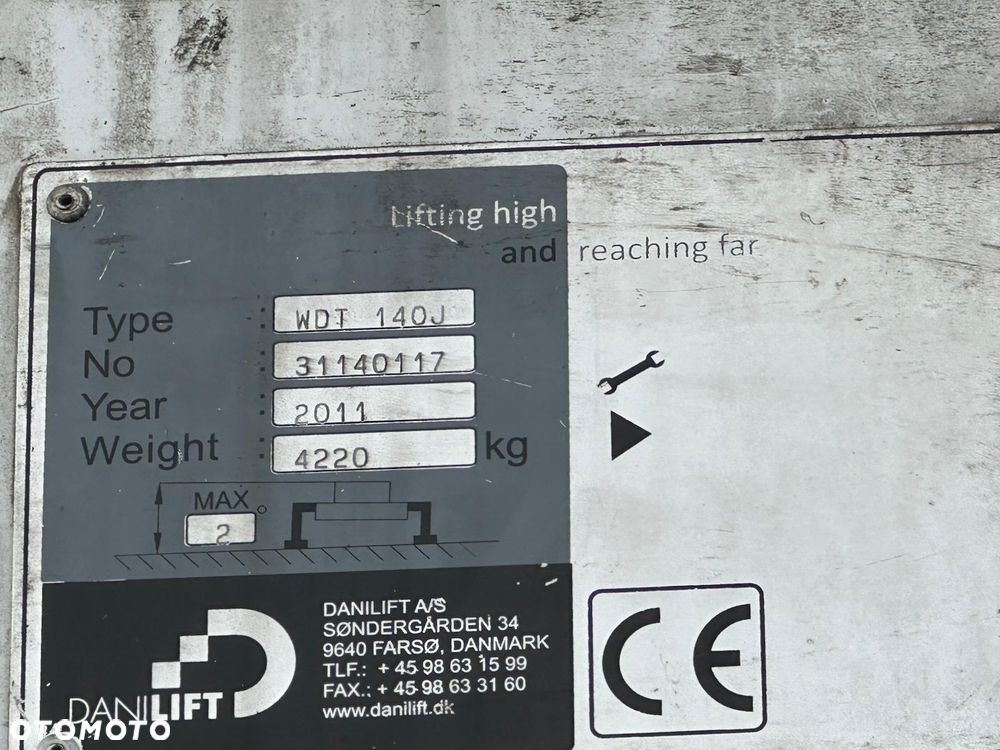 Lifting high
and reaching far
Type : WDT 140J
No : 31140117
Year : 2011
Weight : 4220 kg
MAX °
2
DANILIFT A/S
SØNDERGÅRDEN 34
9640 FARSØ, DANMARK
TLF.: + 45 98 63 15 99
FAX.: + 45 98 63 31 60
www.danilift.dk
DANILIFT
CE
OTOMOTO